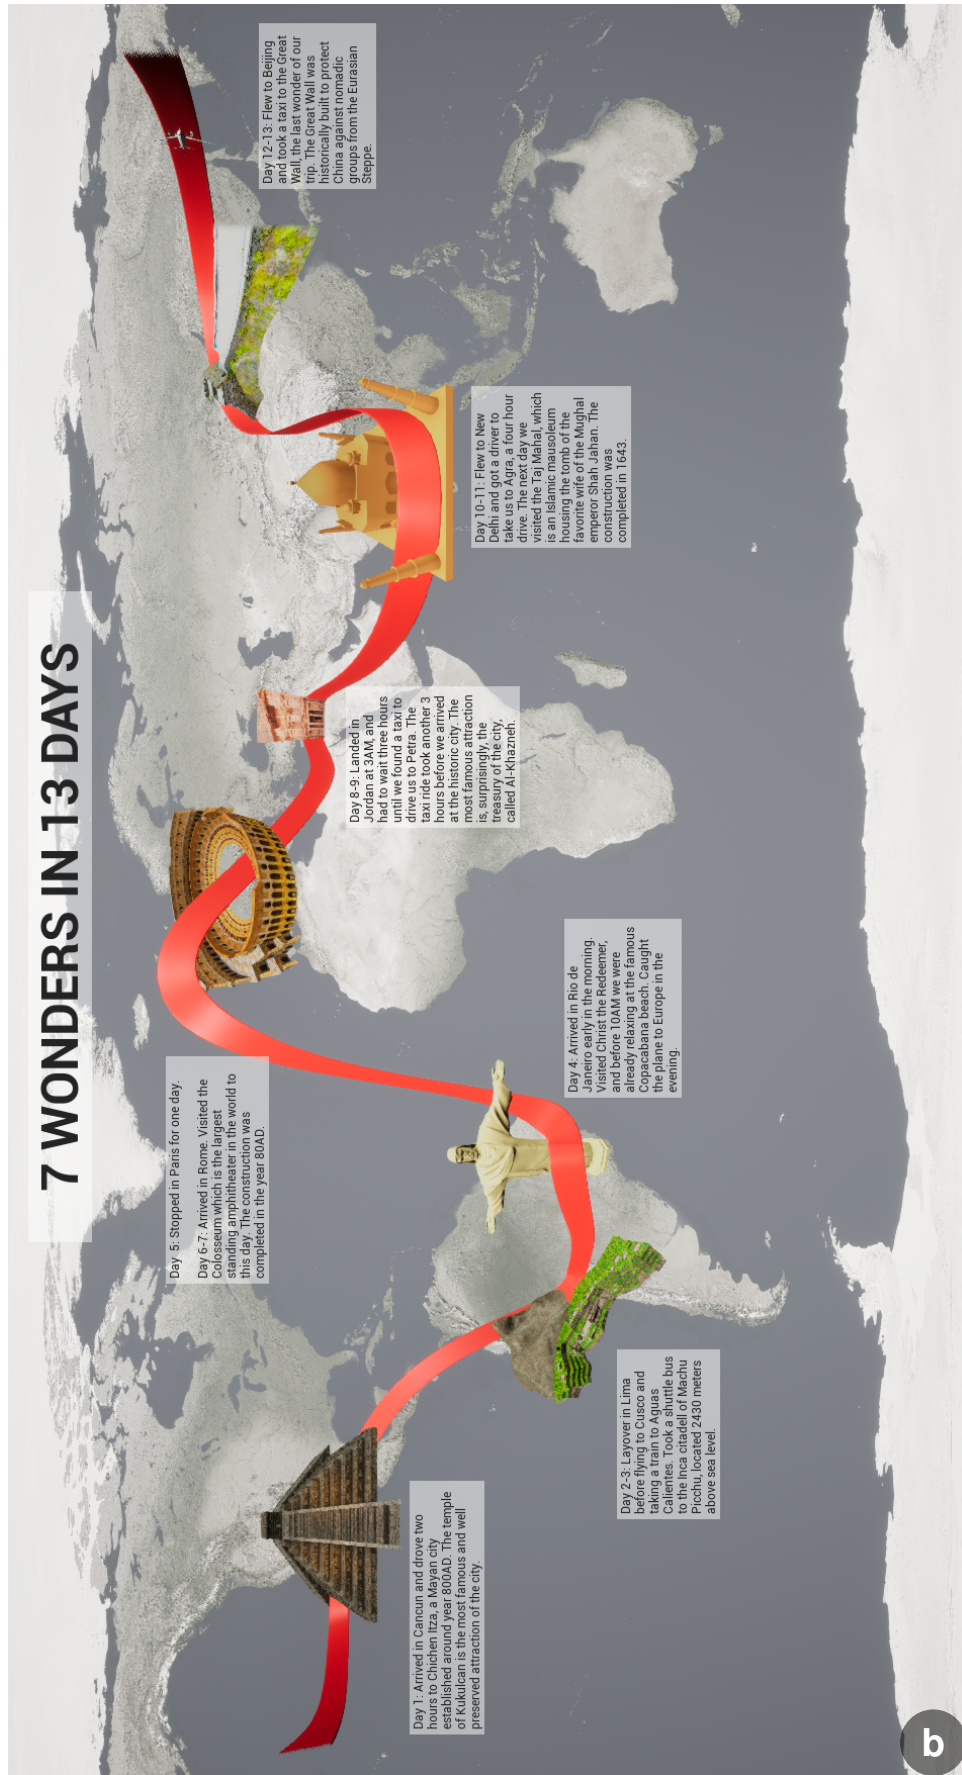 7 WONDERS IN 13 DAYS
Day 1: Arrived in Cancun and drove two
hours to Chichen Itza, a Mayan city
established around year 800AD. The temple
of Kukulcan is the most famous and well
preserved attraction of the city.
Day 2-3: Layover in Lima
before flying to Cusco and
taking a train to Aguas
Calientes. Took a shuttle bus
to the Inca citadell of Machu
Picchu, located 2430 meters
above sea level.
Day 4: Arrived in Rio de
Janeiro early in the morning.
Visited Christ the Redeemer,
and before 10AM we were
already relaxing at the famous
Copacabana beach. Caught
the plane to Europe in the
evening.
Day 5: Stopped in Paris for one day.
Day 6-7: Arrived in Rome. Visited the
Colosseum which is the largest
standing amphitheater in the world to
this day. The construction was
completed in the year 80AD.
Day 8-9: Landed in
Jordan at 3AM, and
had to wait three hours
until we found a taxi to
drive us to Petra. The
taxi ride took another 3
hours before we arrived
at the historic city. The
most famous attraction
is, surprisingly, the
treasury of the city,
called Al-Khazneh.
Day 10-11: Flew to New
Delhi and got a driver to
take us to Agra, a four hour
drive. The next day we
visited the Taj Mahal, which
is an Islamic mausoleum
housing the tomb of the
favorite wife of the Mughal
emperor Shah Jahan. The
construction was
completed in 1643.
Day 12-13: Flew to Beijing
and took a taxi to the Great
Wall, the last wonder of our
trip. The Great Wall was
historically built to protect
China against nomadic
groups from the Eurasian
Steppe.
b